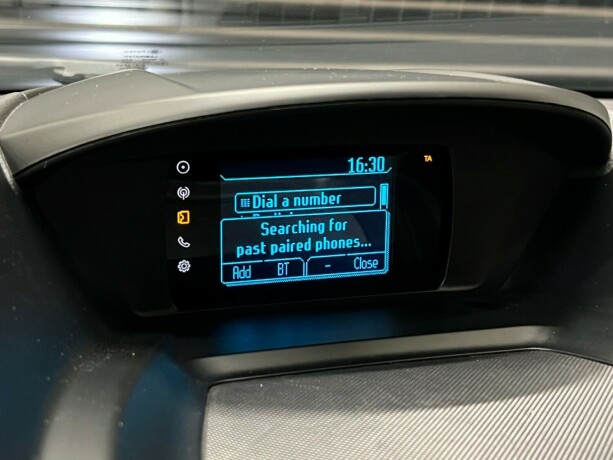 16:30
TA
Dial a number
Searching for
past paired phones...
Add BT - Close